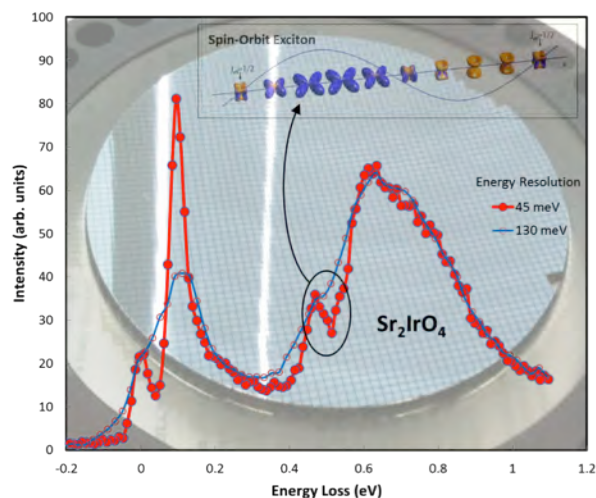 100
90
80
70
60
50
40
30
20
10
0
Intensity (arb. units)
Spin-Orbit Exciton
Energy Resolution
45 meV
130 meV
Sr₂IrO₄
-0.2 0 0.2 0.4 0.6 0.8 1 1.2
Energy Loss (eV)